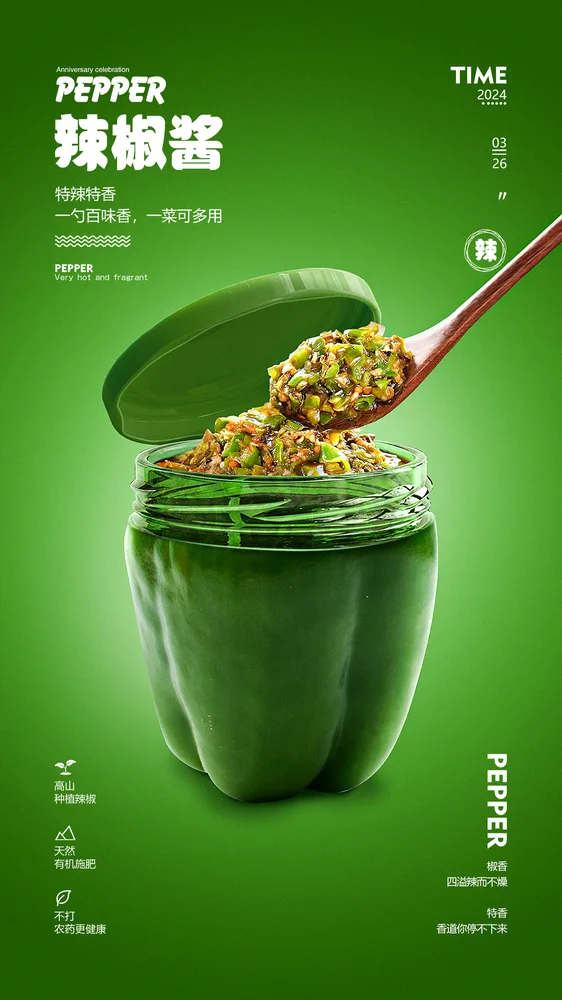 Anniversary celebration
PEPPER
辣椒酱
特辣特香
一勺百味香，一菜可多用
PEPPER
Very hot and fragrant
TIME
2024
03
26
〃
辣
高山
种植辣椒
天然
有机施肥
不打
农药更健康
PEPPER
椒香
四溢辣而不燥
特香
香道你停不下来